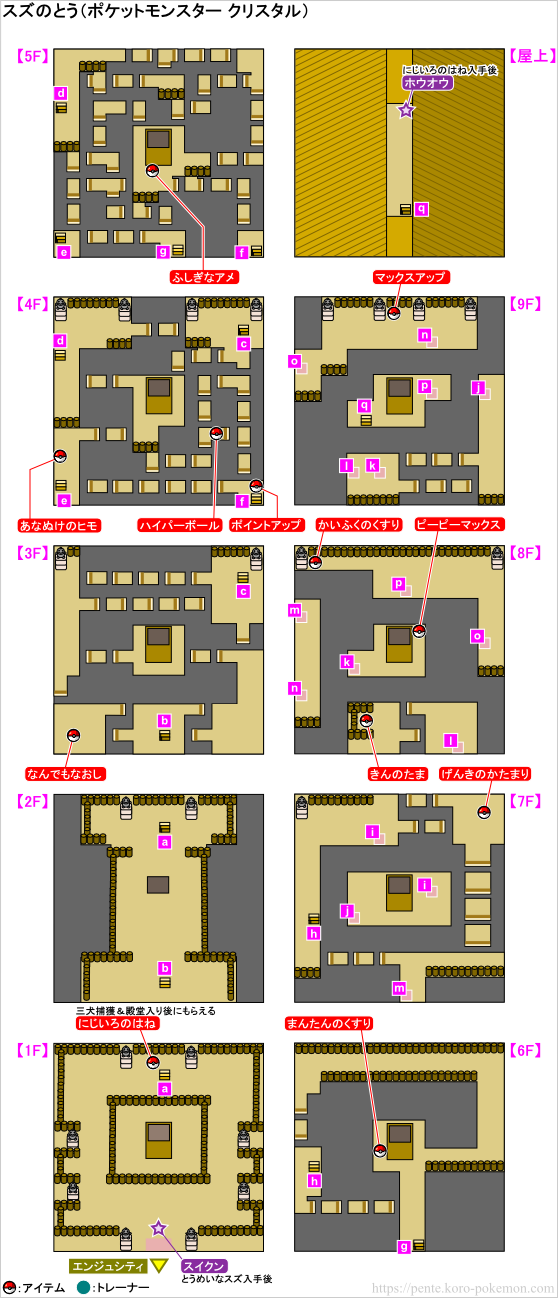 スズのとう(ポケットモンスター クリスタル)
【5F】
d
e
g
f
ふしぎなアメ
【屋上】
にじいろのはね入手後
ホウオウ
q
【4F】
d
c
e
f
あなぬけのヒモ
ハイパーボール
ポイントアップ
【9F】
マックスアップ
n
o
p
j
q
l
k
【3F】
c
b
なんでもなおし
【8F】
かいふくのくすり
ピーピーマックス
p
m
o
k
n
l
きんのたま
【2F】
a
b
【7F】
げんきのかたまり
i
i
j
h
m
【1F】
三犬捕獲&殿堂入り後にもらえる
にじいろのはね
a
エンジュシティ
スイクン
とうめいなスズ入手後
【6F】
まんたんのくすり
h
g
:アイテム
:トレーナー
https://pente.koro-pokemon.com/